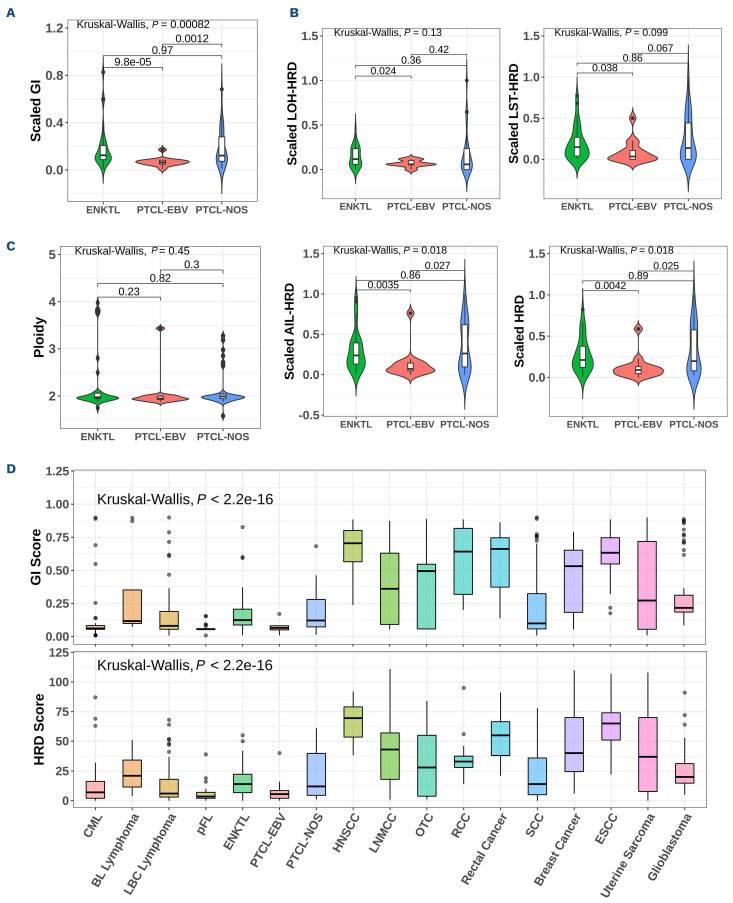 A
Kruskal-Wallis, P = 0.00082
0.0012
0.97
9.8e-05
1.2
0.8
0.4
0.0
Scaled GI
ENKTL PTCL-EBV PTCL-NOS
B
Kruskal-Wallis, P = 0.13
0.42
0.36
0.024
1.5
1.0
0.5
0.0
Scaled LOH-HRD
ENKTL PTCL-EBV PTCL-NOS
Kruskal-Wallis, P = 0.099
0.067
0.86
0.038
1.5
1.0
0.5
0.0
Scaled LST-HRD
ENKTL PTCL-EBV PTCL-NOS
C
Kruskal-Wallis, P = 0.45
0.3
0.82
0.23
5
4
3
2
Ploidy
ENKTL PTCL-EBV PTCL-NOS
Kruskal-Wallis, P = 0.018
0.027
0.86
0.0035
1.5
1.0
0.5
0.0
-0.5
Scaled AIL-HRD
ENKTL PTCL-EBV PTCL-NOS
Kruskal-Wallis, P = 0.018
0.025
0.89
0.0042
1.5
1.0
0.5
0.0
Scaled HRD
ENKTL PTCL-EBV PTCL-NOS
D
Kruskal-Wallis, P < 2.2e-16
1.25
1.00
0.75
0.50
0.25
0.00
GI Score
Kruskal-Wallis, P < 2.2e-16
125
100
75
50
25
0
HRD Score
CML
BL Lymphoma
LBC Lymphoma
pFL
ENKTL
PTCL-EBV
PTCL-NOS
HNSCC
LNMCC
OTC
RCC
Rectal Cancer
SCC
Breast Cancer
ESCC
Uterine Sarcoma
Glioblastoma